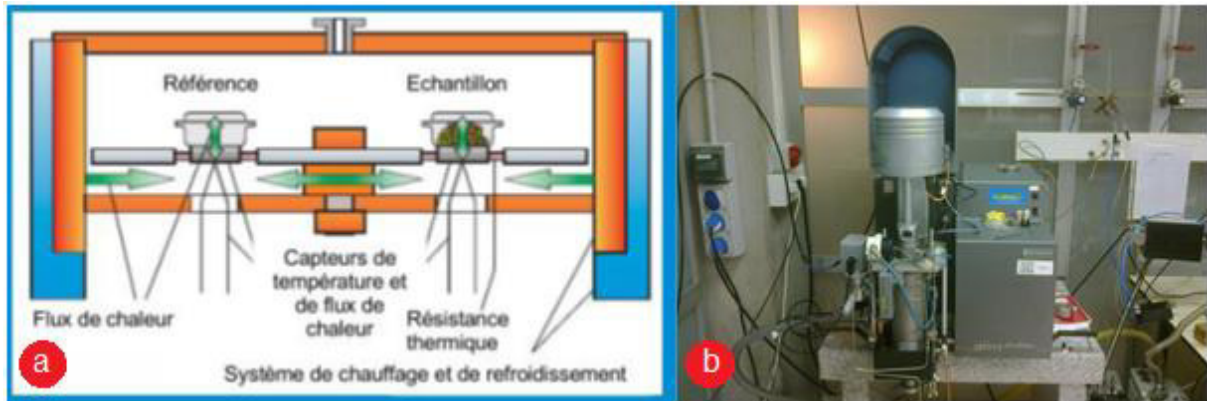 Référence
Echantillon
Capteurs de
température et
de flux de
chaleur
Flux de chaleur
Résistance
thermique
Système de chauffage et de refroidissement
a
b